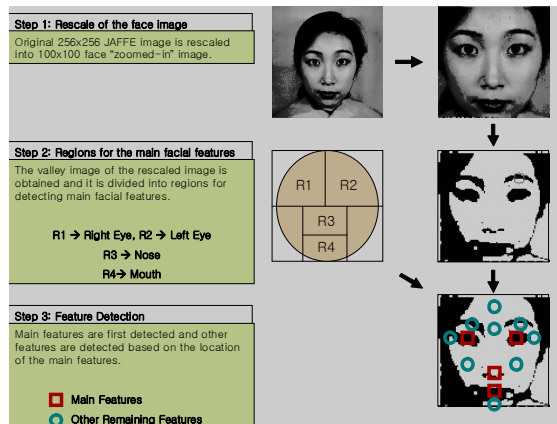 Step 1: Rescale of the face image
Original 256x256 JAFFE image is rescaled
into 100x100 face “zoomed-in” image.
Step 2: Regions for the main facial features
The valley image of the rescaled image is
obtained and it is divided into regions for
detecting main facial features.
R1 → Right Eye, R2 → Left Eye
R3 → Nose
R4→ Mouth
R1 R2
R3
R4
Step 3: Feature Detection
Main features are first detected and other
features are detected based on the location
of the main features.
Main Features
Other Remaining Features